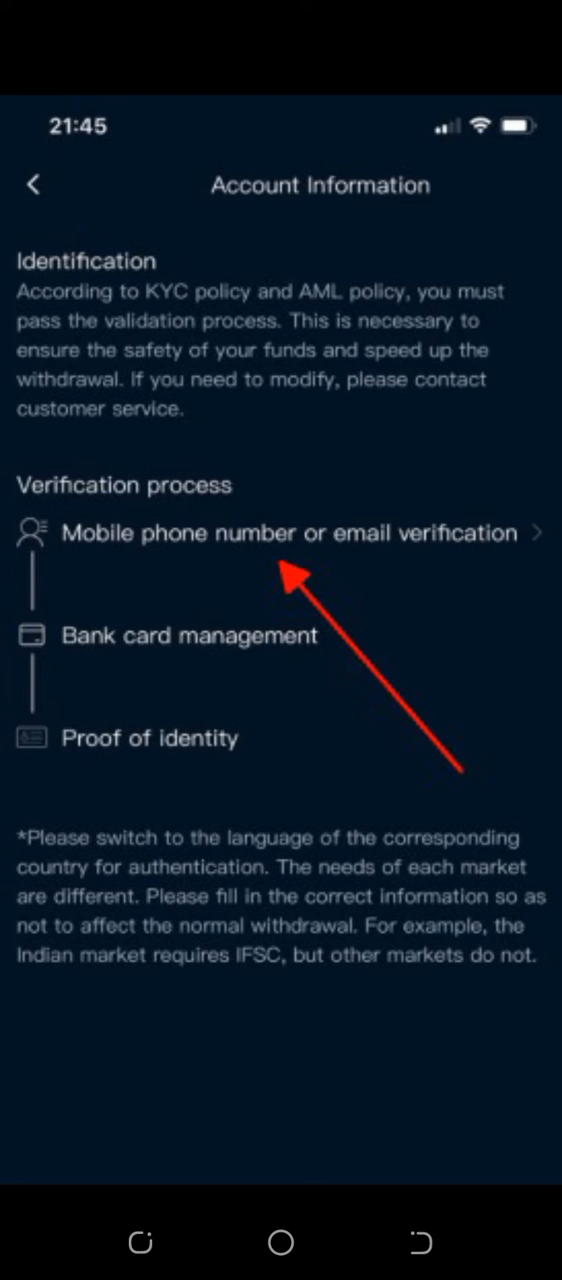 21:45
Account Information
Identification
According to KYC policy and AML policy, you must
pass the validation process. This is necessary to
ensure the safety of your funds and speed up the
withdrawal. If you need to modify, please contact
customer service.
Verification process
Mobile phone number or email verification
Bank card management
Proof of identity
*Please switch to the language of the corresponding
country for authentication. The needs of each market
are different. Please fill in the correct information so as
not to affect the normal withdrawal. For example, the
Indian market requires IFSC, but other markets do not.